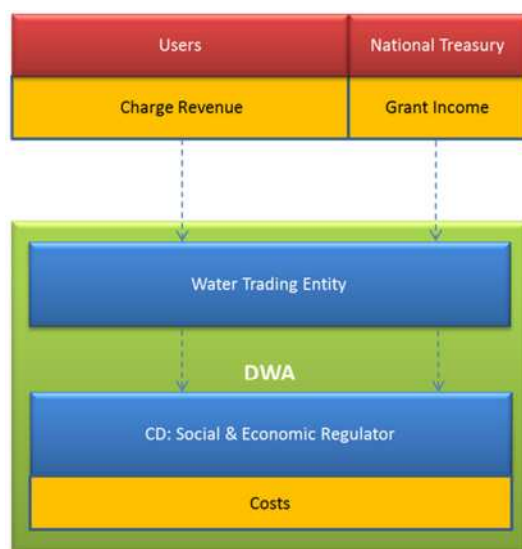 Users
National Treasury
Charge Revenue
Grant Income
Water Trading Entity
DWA
CD: Social & Economic Regulator
Costs